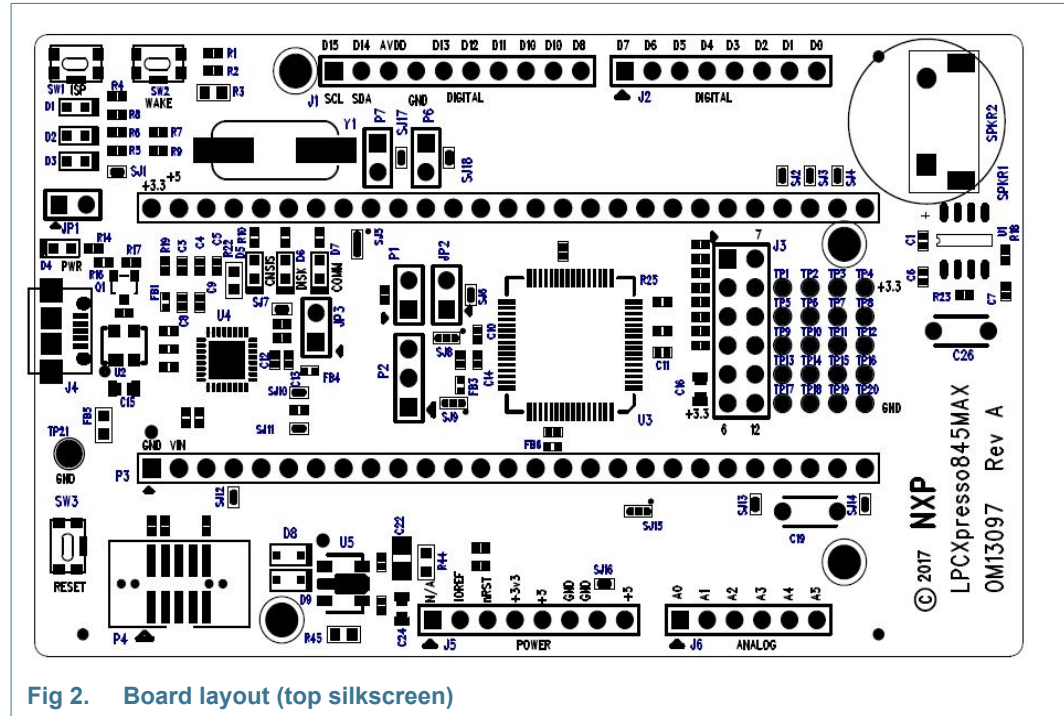 D15 D14 AVDD D13 D12 D11 D10 D10 D8 D7 D6 D5 D4 D3 D2 D1 D0
SW1 ISP SW2 WAKE R1 R2 R3
SCL SDA GND DIGITAL J1 J2 DIGITAL
R4 D1 R8 D2 R6 R7 D3 R5 R9 SJ1
Y1 P7 SJ17 P6 SJ18
SPKR2 SPKR1
SJ2 SJ3 SJ4
+3.3 +5
JP1
R14 R17 R19 C3 C4 C5 R22 R10 D5 CMSIS D6 DISK D7 COMM SJ5 P1 JP2
D4 PWR R16 Q1 FB1 C8 C9 SJ7 JP3 SJ6
7 J3 R25
+ C1 U1 R18 C6 R23 C7 C26
TP1 TP2 TP3 TP4 +3.3
TP5 TP6 TP7 TP8
TP9 TP10 TP11 TP12
TP13 TP14 TP15 TP16
TP17 TP18 TP19 TP20 GND
U4 U2 J4 C15 C12 C13 FB4 SJ10 SJ11
P2 SJ8 C10 C14 FB3 SJ9 U3 C11 C16 +3.3
FB6 6 12
FB5 TP21 GND
GND VIN
P3
SJ12 SJ15 SJ13 SJ14 C19
SW3 RESET
D8 U5 C22 R44 D9 R45 C24 P4
SJ16
N/A IOREF nRST +3v3 +5 GND GND +5
A0 A1 A2 A3 A4 A5
J5 POWER J6 ANALOG
© 2017 NXP
LPCXpresso845MAX
OM13097 Rev A
Fig 2. Board layout (top silkscreen)